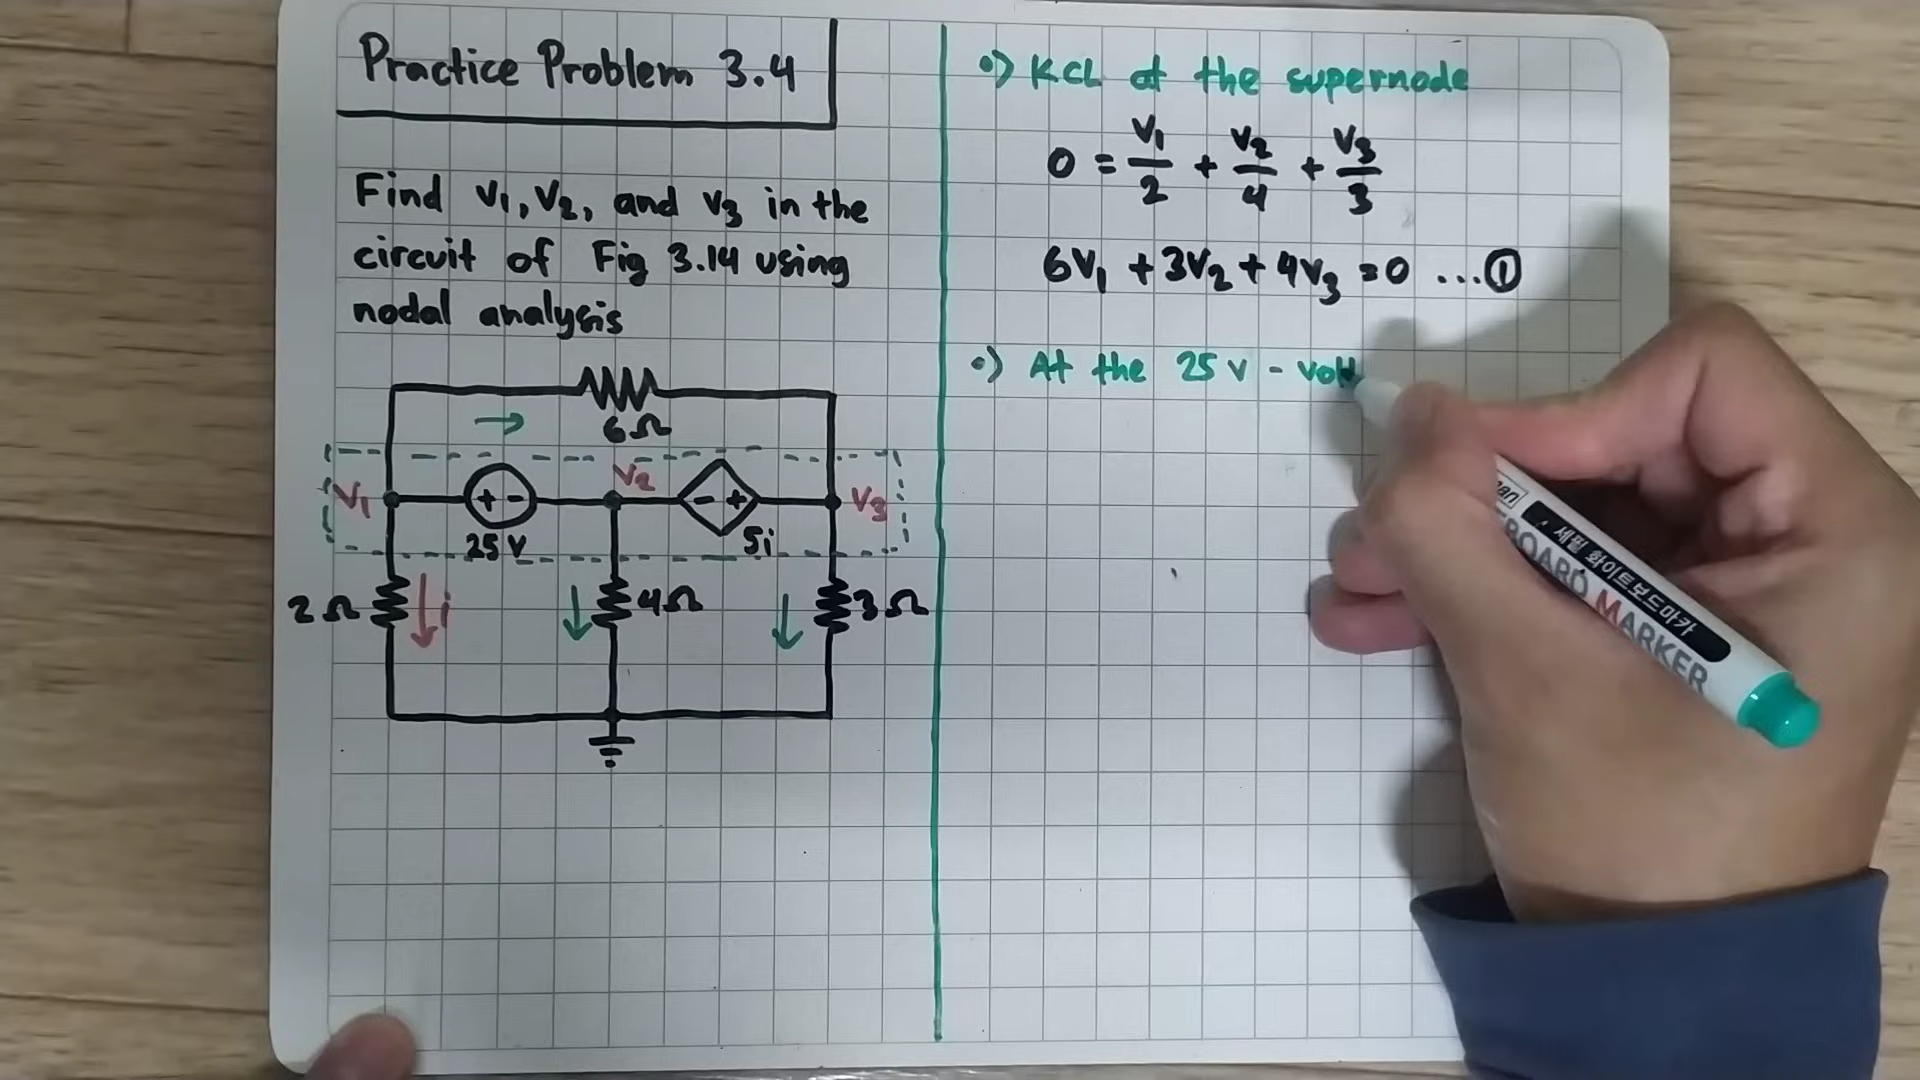 Practice Problem 3.4
Find v₁, v₂, and v₃ in the
circuit of Fig 3.14 using
nodal analysis
6Ω
V₁
V₂
V₃
+ -
- +
25 V
5i
2Ω
i
4Ω
3Ω
•) KCL at the supernode
0 = V₁/2 + V₂/4 + V₃/3
6V₁ + 3V₂ + 4V₃ = 0 ...①
•) At the 25 V - volt
세필 화이트보드마카
BOARD MARKER